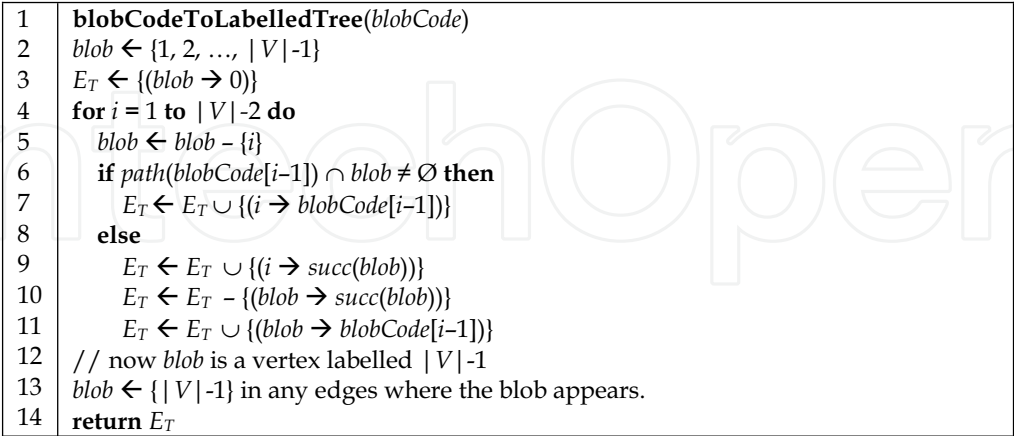 1 blobCodeToLabelledTree(blobCode)
2 blob ← {1, 2, …, |V|-1}
3 E_T ← {(blob → 0)}
4 for i = 1 to |V|-2 do
5 blob ← blob – {i}
6 if path(blobCode[i–1]) ∩ blob ≠ Ø then
7 E_T ← E_T ∪ {(i → blobCode[i–1])}
8 else
9 E_T ← E_T ∪ {(i → succ(blob))}
10 E_T ← E_T – {(blob → succ(blob))}
11 E_T ← E_T ∪ {(blob → blobCode[i–1])}
12 // now blob is a vertex labelled |V|-1
13 blob ← {|V|-1} in any edges where the blob appears.
14 return E_T
ntechOper